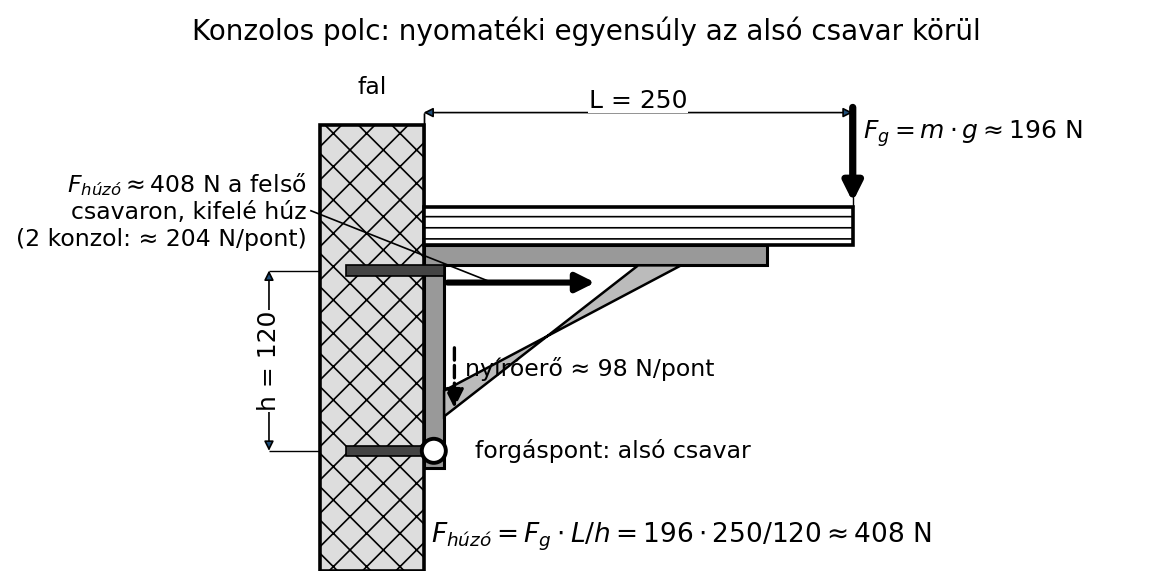 Konzolos polc: nyomatéki egyensúly az alsó csavar körül
fal
L = 250
F_g = m · g ≈ 196 N
F_húzó ≈ 408 N a felső
csavaron, kifelé húz
(2 konzol: ≈ 204 N/pont)
h = 120
nyíróerő ≈ 98 N/pont
forgáspont: alsó csavar
F_húzó = F_g · L/h = 196 · 250/120 ≈ 408 N